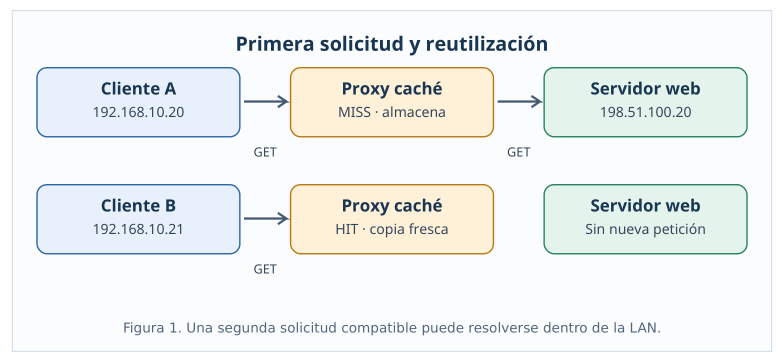 Primera solicitud y reutilización
Cliente A
192.168.10.20
Proxy caché
MISS · almacena
Servidor web
198.51.100.20
GET
GET
Cliente B
192.168.10.21
Proxy caché
HIT · copia fresca
Servidor web
Sin nueva petición
GET
Figura 1. Una segunda solicitud compatible puede resolverse dentro de la LAN.